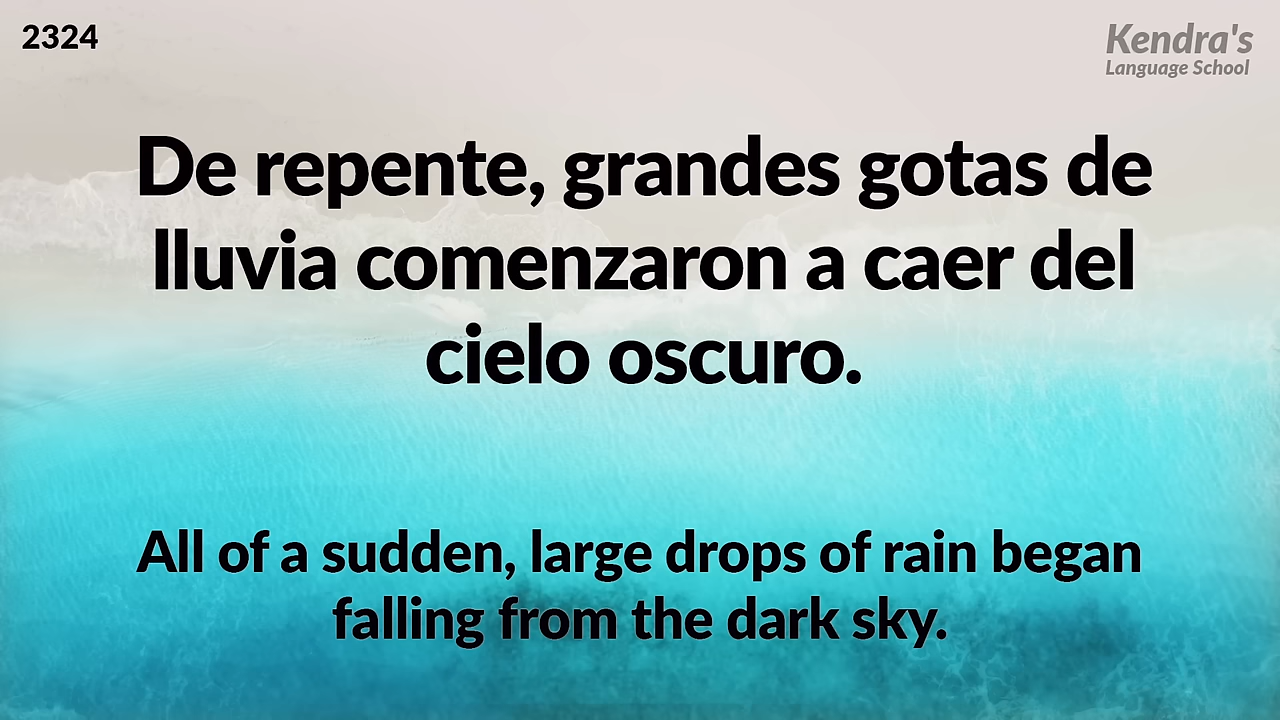 2324
Kendra's
Language School
De repente, grandes gotas de
lluvia comenzaron a caer del
cielo oscuro.
All of a sudden, large drops of rain began
falling from the dark sky.